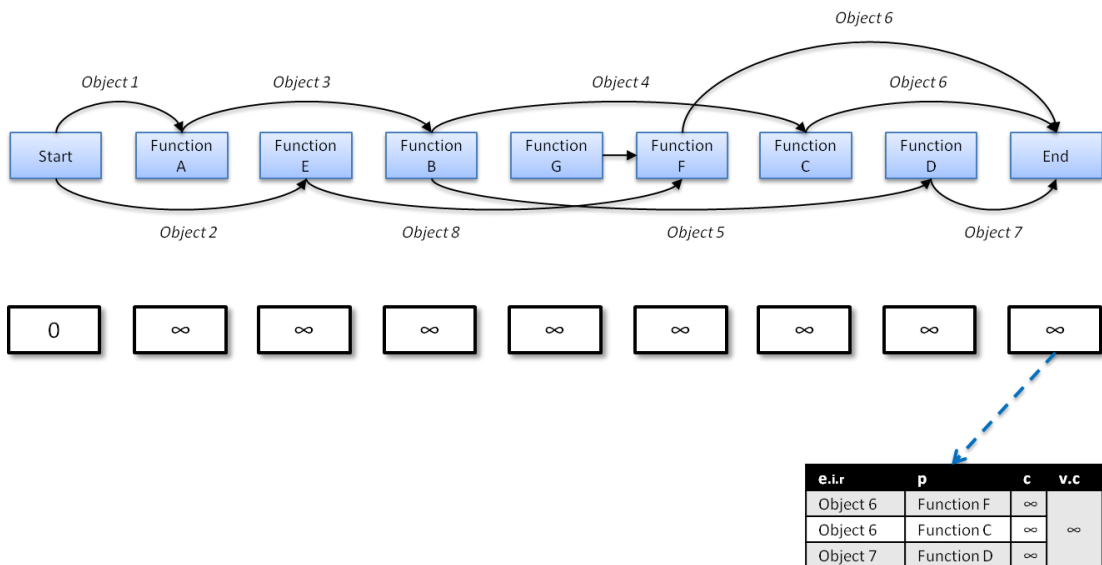 Object 6
Object 1
Object 3
Object 4
Object 6
Start
Function
A
Function
E
Function
B
Function
G
Function
F
Function
C
Function
D
End
Object 2
Object 8
Object 5
Object 7
0 ∞ ∞ ∞ ∞ ∞ ∞ ∞ ∞
e.i.r p c v.c
Object 6 Function F ∞
Object 6 Function C ∞ ∞
Object 7 Function D ∞